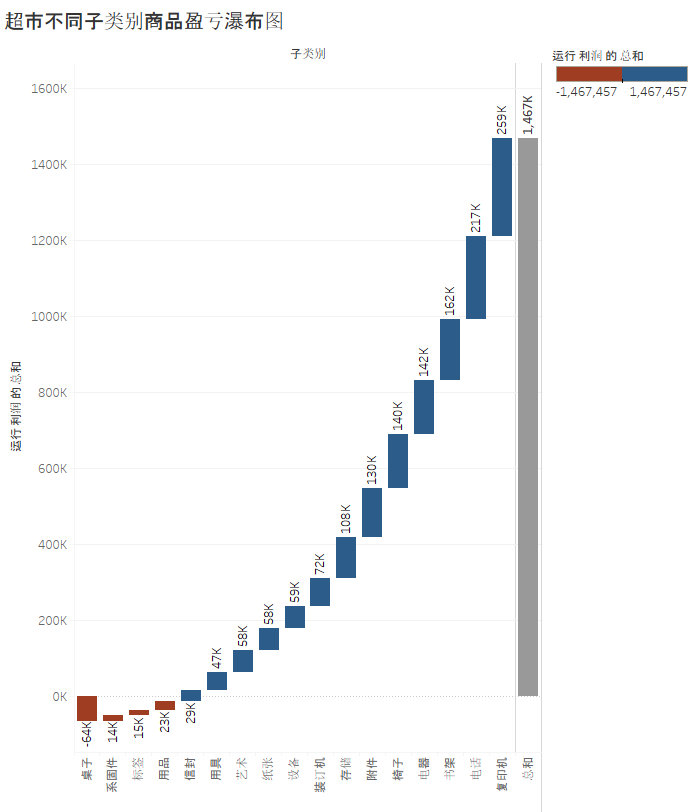 超市不同子类别商品盈亏瀑布图
子类别
运行 利润 的 总和
-1,467,457 1,467,457
运行 利润 的 总和
1600K
1400K
1200K
1000K
800K
600K
400K
200K
0K
-64K
14K
15K
23K
29K
47K
58K
58K
59K
72K
108K
130K
140K
142K
162K
217K
259K
1,467K
桌子
系固件
标签
用品
信封
用具
艺术
纸张
设备
装订机
存储
附件
椅子
电器
书架
电话
复印机
总和